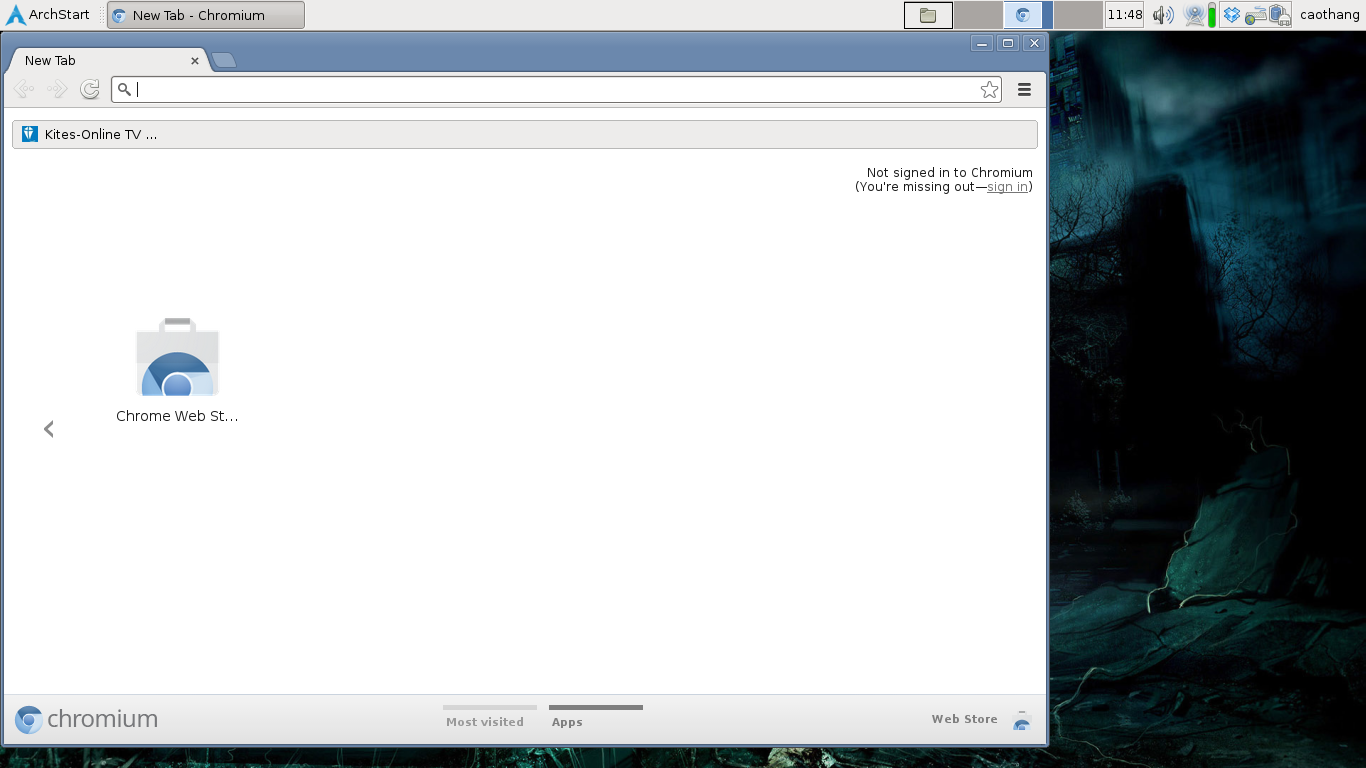 ArchStart
New Tab - Chromium
11:48
caothang
New Tab
Kites-Online TV ...
Not signed in to Chromium
(You're missing out—sign in)
Chrome Web St...
chromium
Most visited
Apps
Web Store